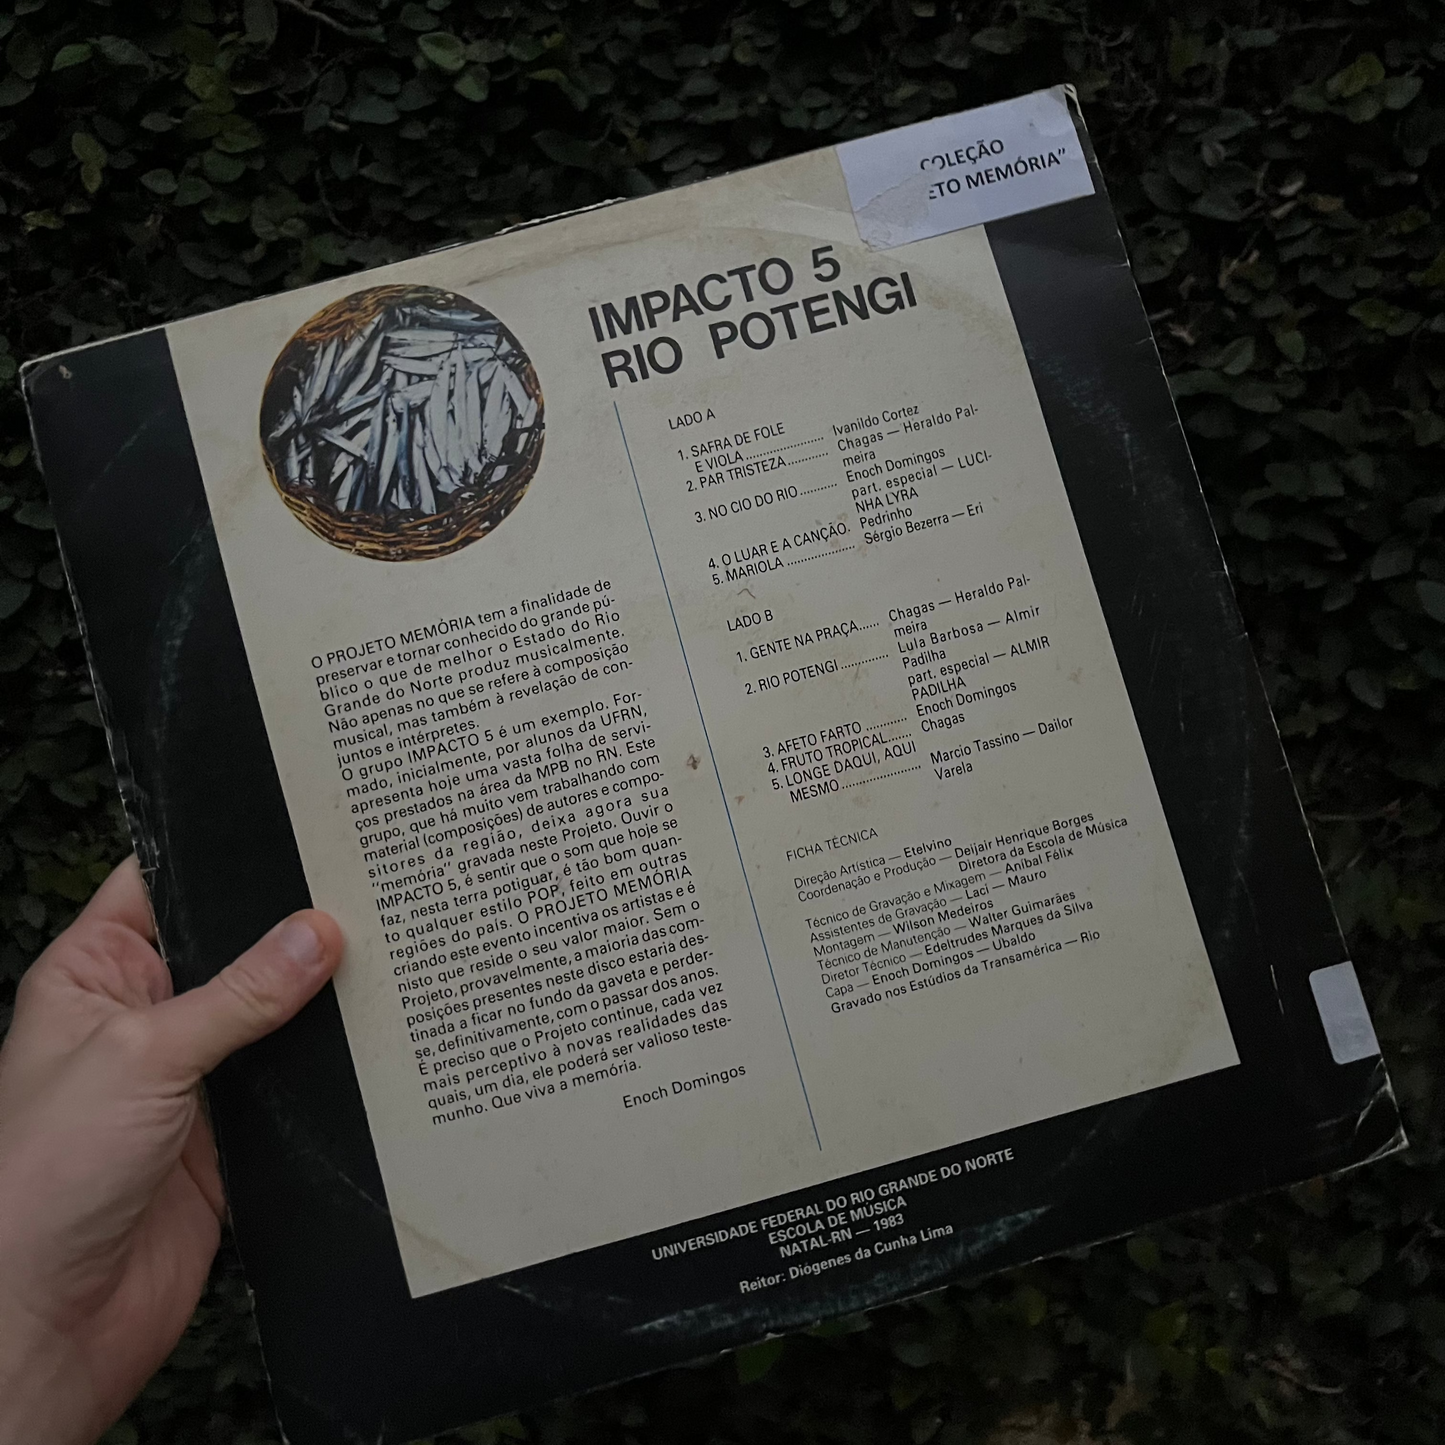 COLEÇÃO
ETO MEMÓRIA”
IMPACTO 5
RIO POTENGI
O PROJETO MEMÓRIA tem a finalidade de
preservar e tornar conhecido do grande pú-
blico o que de melhor o Estado do Rio
Grande do Norte produz musicalmente.
Não apenas no que se refere à composição
musical, mas também à revelação de con-
juntos e intérpretes.
O grupo IMPACTO 5 é um exemplo. For-
mado, inicialmente, por alunos da UFRN,
apresenta hoje uma vasta folha de servi-
ços prestados na área da MPB no RN. Este
grupo, que há muito vem trabalhando com
material (composições) de autores e compo-
sitores da região, deixa agora sua
"memória" gravada neste Projeto. Ouvir o
IMPACTO 5, é sentir que o som que hoje se
faz, nesta terra potiguar, é tão bom quan-
to qualquer estilo POP, feito em outras
regiões do país. O PROJETO MEMÓRIA
criando este evento incentiva os artistas e é
nisto que reside o seu valor maior. Sem o
Projeto, provavelmente, a maioria das com-
posições presentes neste disco estaria des-
tinada a ficar no fundo da gaveta e perder-
se, definitivamente, com o passar dos anos.
É preciso que o Projeto continue, cada vez
mais perceptivo à novas realidades das
quais, um dia, ele poderá ser valioso teste-
munho. Que viva a memória.
Enoch Domingos
LADO A
1. SAFRA DE FOLE
E VIOLA ....................... Ivanildo Cortez
2. PAR TRISTEZA............ Chagas — Heraldo Pal-
meira
3. NO CIO DO RIO........... Enoch Domingos
part. especial — LUCI-
NHA LYRA
4. O LUAR E A CANÇÃO. Pedrinho
5. MARIOLA .................... Sérgio Bezerra — Eri
LADO B
1. GENTE NA PRAÇA...... Chagas — Heraldo Pal-
meira
2. RIO POTENGI .............. Lula Barbosa — Almir
Padilha
part. especial — ALMIR
PADILHA
3. AFETO FARTO ............ Enoch Domingos
4. FRUTO TROPICAL....... Chagas
5. LONGE DAQUI, AQUI
MESMO ....................... Marcio Tassino — Dailor
Varela
FICHA TÉCNICA
Direção Artística — Etelvino
Coordenação e Produção — Deijair Henrique Borges
Diretora da Escola de Música
Técnico de Gravação e Mixagem — Anibal Félix
Assistentes de Gravação — Laci — Mauro
Montagem — Wilson Medeiros
Técnico de Manutenção — Walter Guimarães
Diretor Técnico — Edeltrudes Marques da Silva
Capa — Enoch Domingos — Ubaldo
Gravado nos Estúdios da Transamérica — Rio
UNIVERSIDADE FEDERAL DO RIO GRANDE DO NORTE
ESCOLA DE MÚSICA
NATAL-RN — 1983
Reitor: Diógenes da Cunha Lima